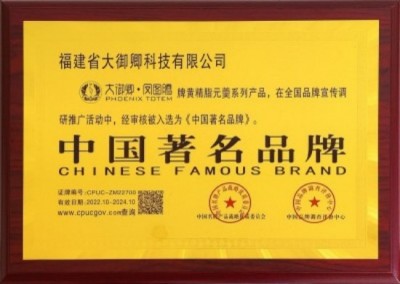 福建省大御卿科技有限公司
大御卿·凤图腾 牌黄精脂元羹系列产品,在全国品牌宣传调
PHOENIX TOTEM
研推广活动中,经审核被入选为《中国著名品牌》。
中国著名品牌
CHINESE FAMOUS BRAND
证牌编号:CPUC-ZM22700
有效日期:2022.10-2024.10
www.cpucgov.com查询